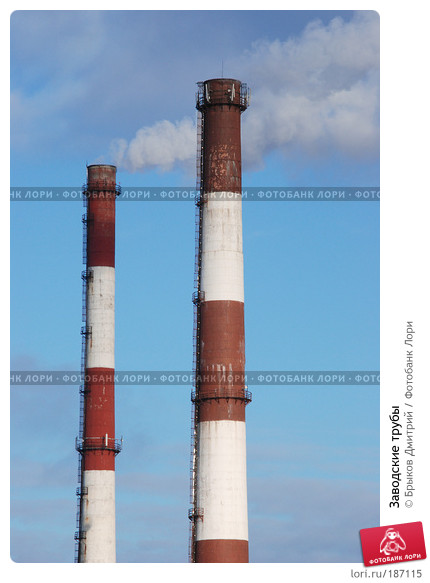 НК ЛОРИ · ФОТОБАНК ЛОРИ · ФОТОБАНК ЛОРИ · ФОТОБАНК ЛОРИ · ФОТО
НК ЛОРИ · ФОТОБАНК ЛОРИ · ФОТОБАНК ЛОРИ · ФОТОБАНК ЛОРИ · ФОТО
Заводские трубы
© Брыков Дмитрий / Фотобанк Лори
ФОТОБАНК ЛОРИ
lori.ru/187115